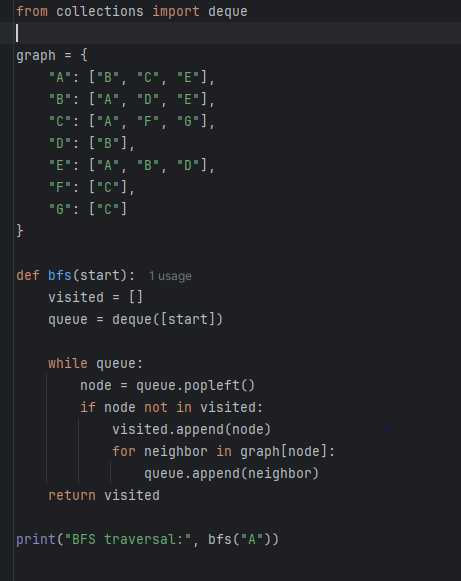 from collections import deque

graph = {
    "A": ["B", "C", "E"],
    "B": ["A", "D", "E"],
    "C": ["A", "F", "G"],
    "D": ["B"],
    "E": ["A", "B", "D"],
    "F": ["C"],
    "G": ["C"]
}

def bfs(start): 1 usage
    visited = []
    queue = deque([start])

    while queue:
        node = queue.popleft()
        if node not in visited:
            visited.append(node)
            for neighbor in graph[node]:
                queue.append(neighbor)
    return visited

print("BFS traversal:", bfs("A"))